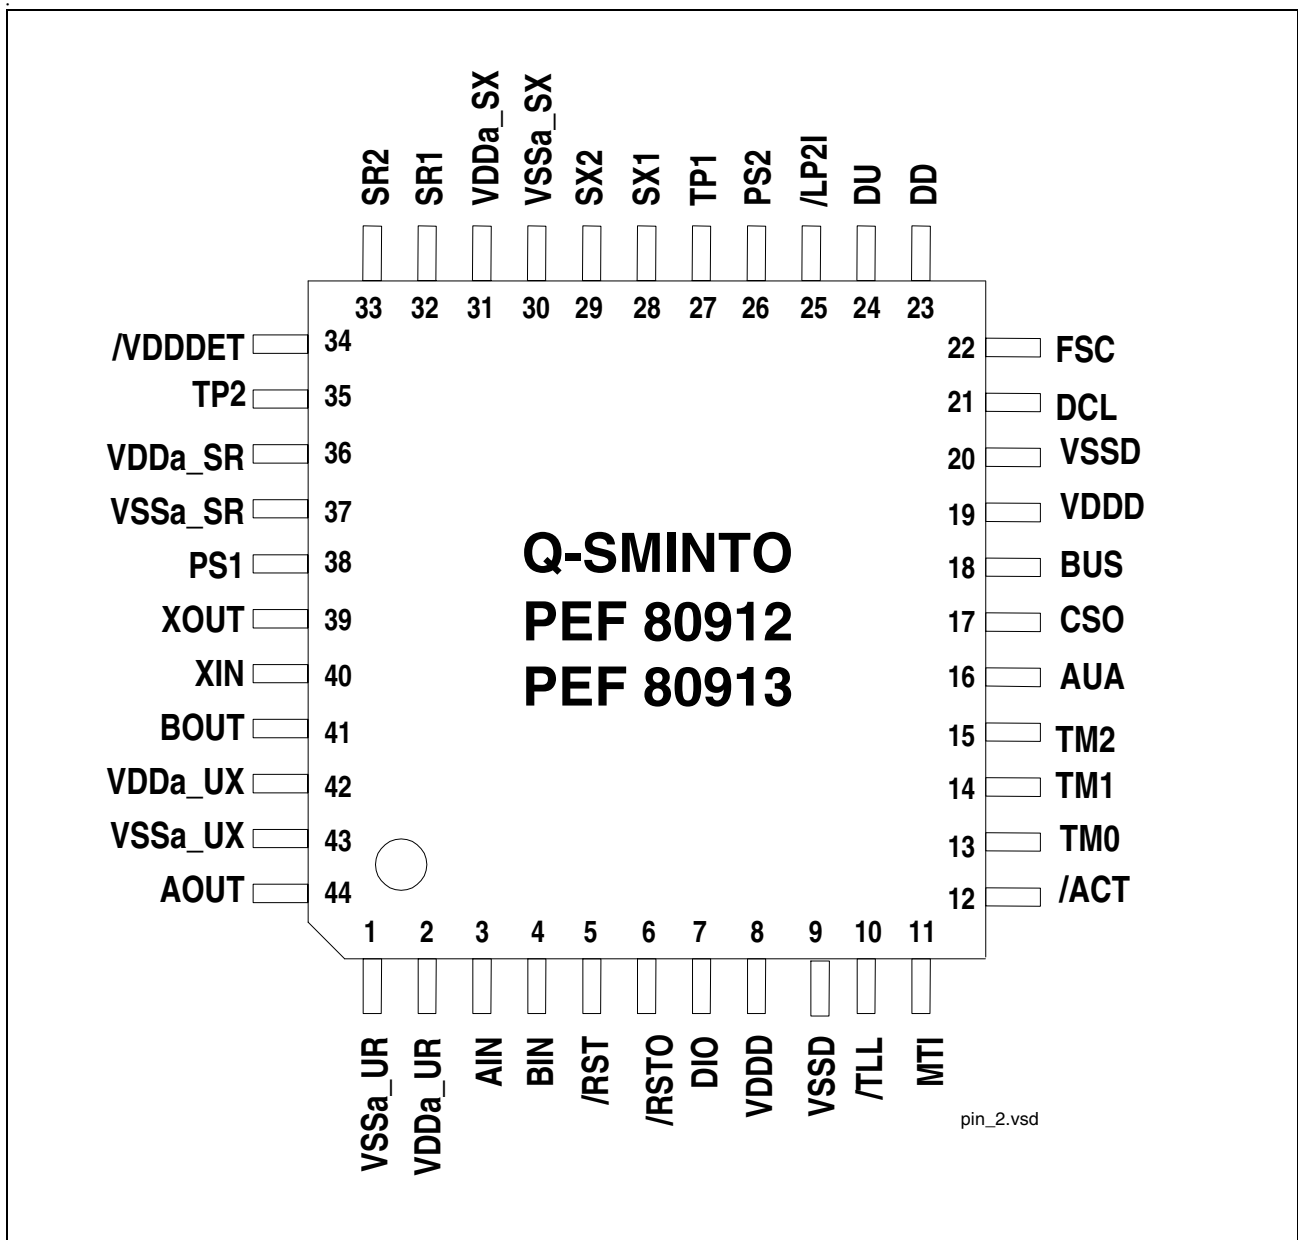 SR2
SR1
VDDa_SX
VSSa_SX
SX2
SX1
TP1
PS2
/LP2I
DU
DD
33
32
31
30
29
28
27
26
25
24
23
/VDDDET
34
22
FSC
TP2
35
21
DCL
VDDa_SR
36
20
VSSD
VSSa_SR
37
19
VDDD
PS1
38
18
BUS
XOUT
39
17
CSO
XIN
40
16
AUA
BOUT
41
15
TM2
VDDa_UX
42
14
TM1
VSSa_UX
43
13
TM0
AOUT
44
12
/ACT
Q-SMINTO
PEF 80912
PEF 80913
1
2
3
4
5
6
7
8
9
10
11
VSSa_UR
VDDa_UR
AIN
BIN
/RST
/RSTO
DIO
VDDD
VSSD
/TLL
MTI
pin_2.vsd